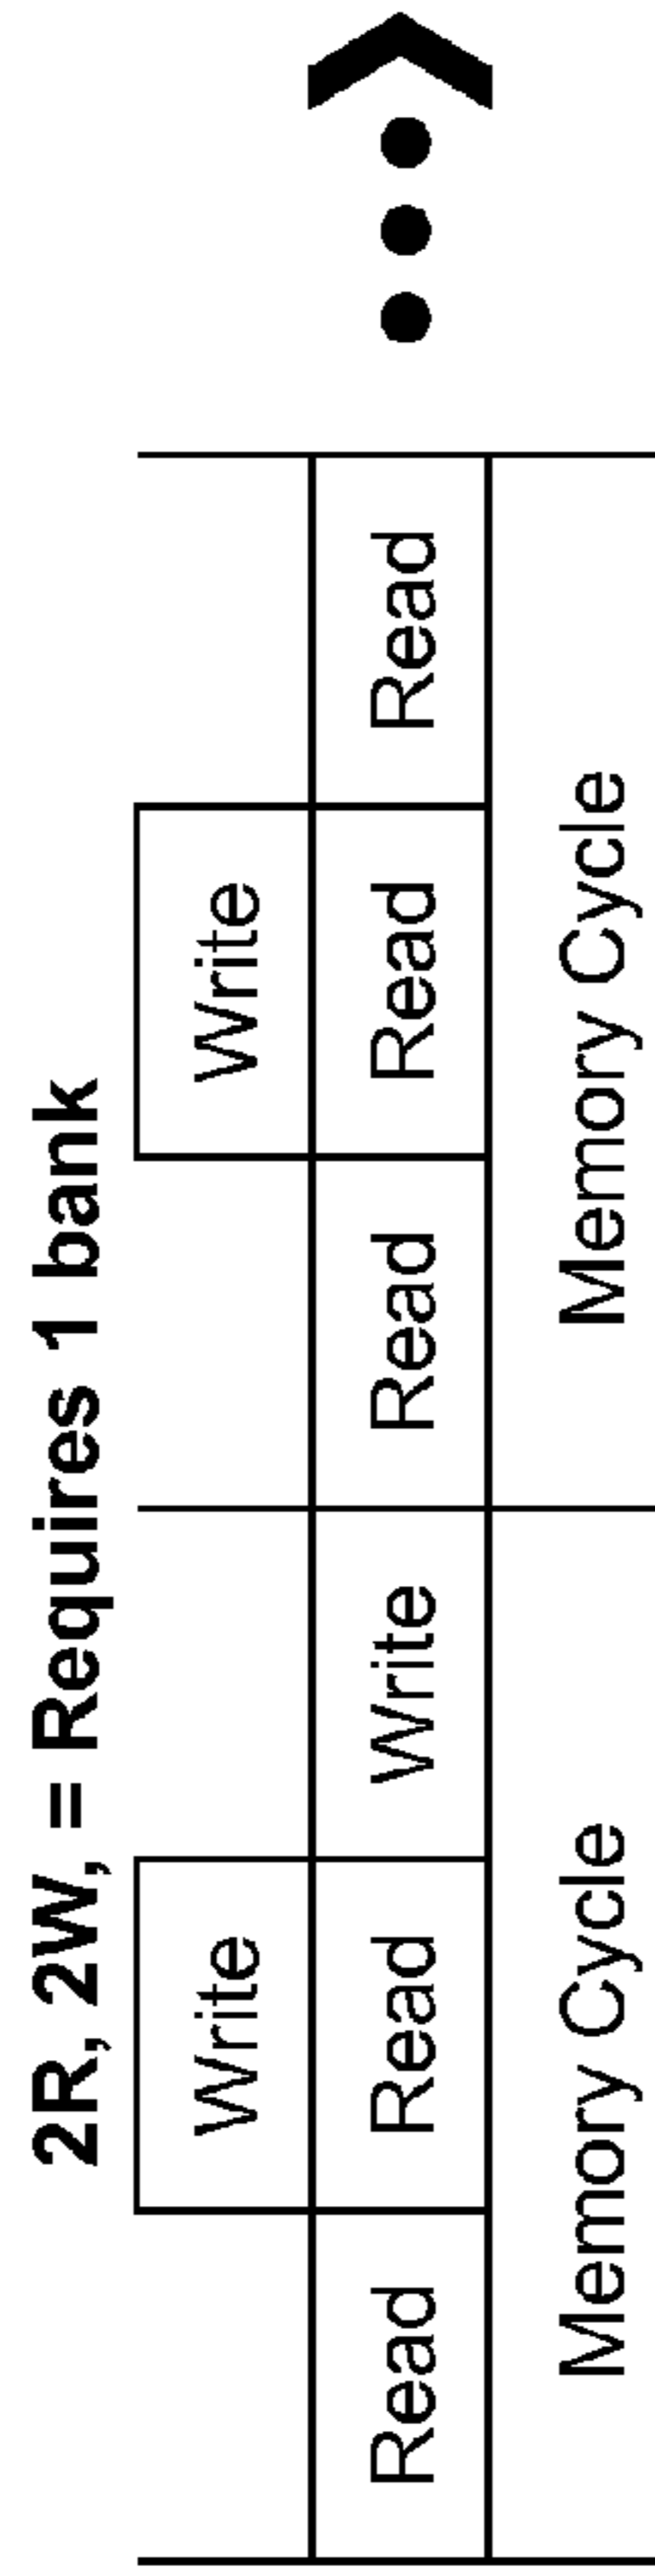 2R, 2W, = Requires 1 bank
Write Write
Read Read Write Read Read Read
Memory Cycle Memory Cycle